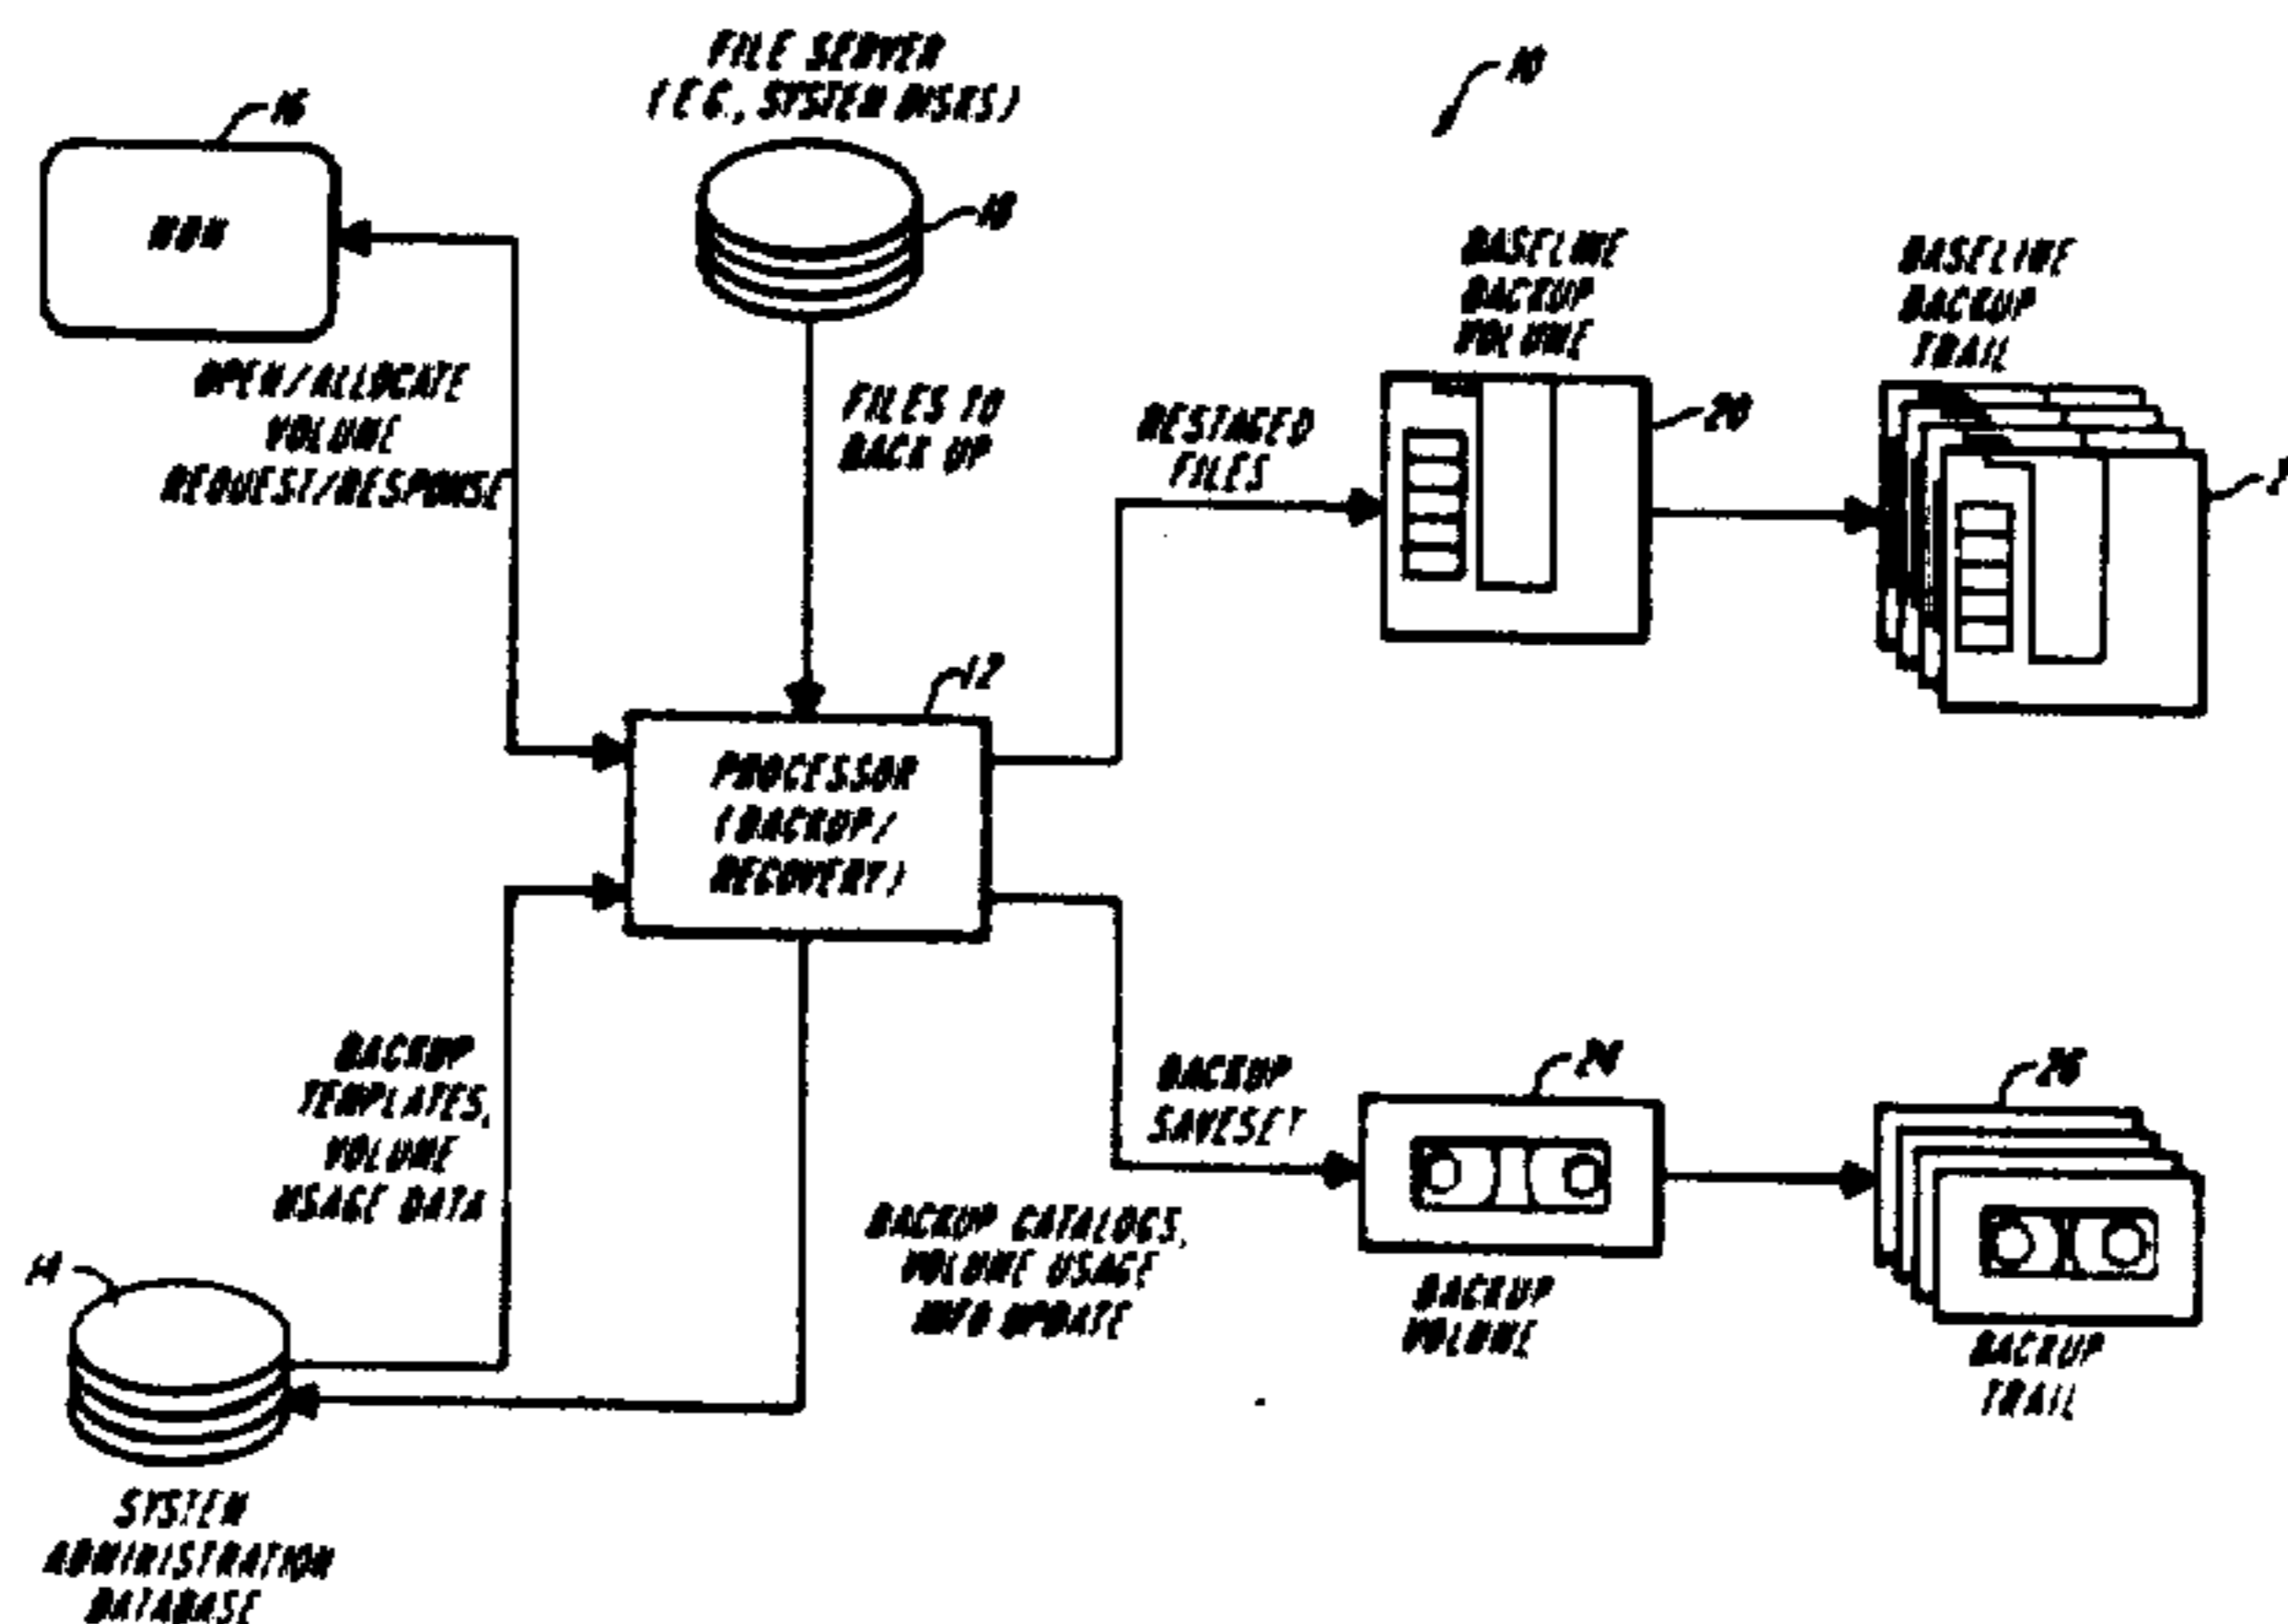 FILE SERVER
(E.G., SYSTEM DISKS)
10
16
18
BASELINE
BACKUP
VOLUME
BASELINE
BACKUP
TRAIL
OPEN/ALLOCATE
VOLUME
REQUEST/RESPONSE
FILES TO
BACK UP
RESTAGED
FILES
20
12
PROCESSOR
(BACKUP/
RECOVERY)
BACKUP
TEMPLATES,
VOLUME
USAGE DATA
BACKUP
SAVESET
24
26
BACKUP CATALOGS,
VOLUME USAGE
INFO UPDATE
BACKUP
VOLUME
BACKUP
TRAIL
14
SYSTEM
ADMINISTRATION
DATABASE